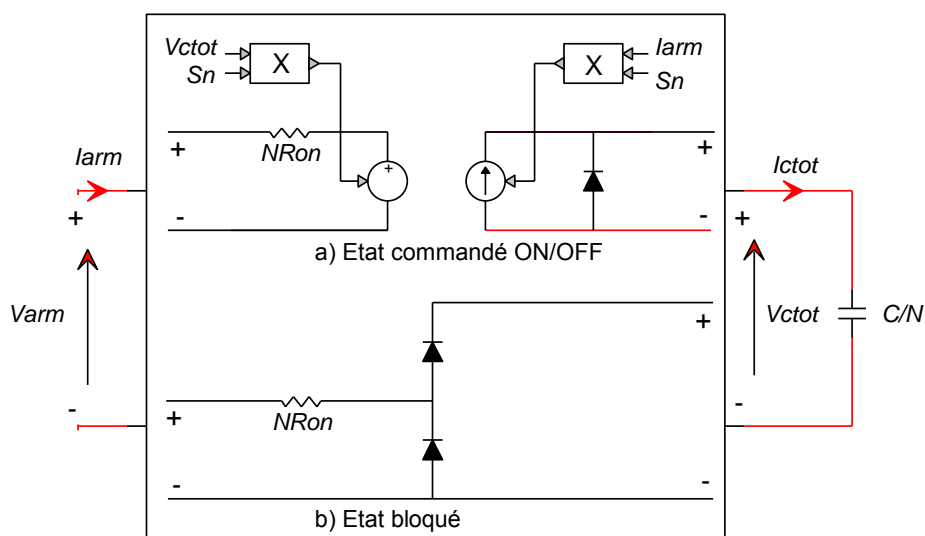 Vctot
Sn
X
X
Iarm
Sn
+
NRon
+
+
-
-
a) Etat commandé ON/OFF
Iarm
+
Varm
-
Ictot
+
Vctot
-
C/N
+
+
NRon
-
-
b) Etat bloqué